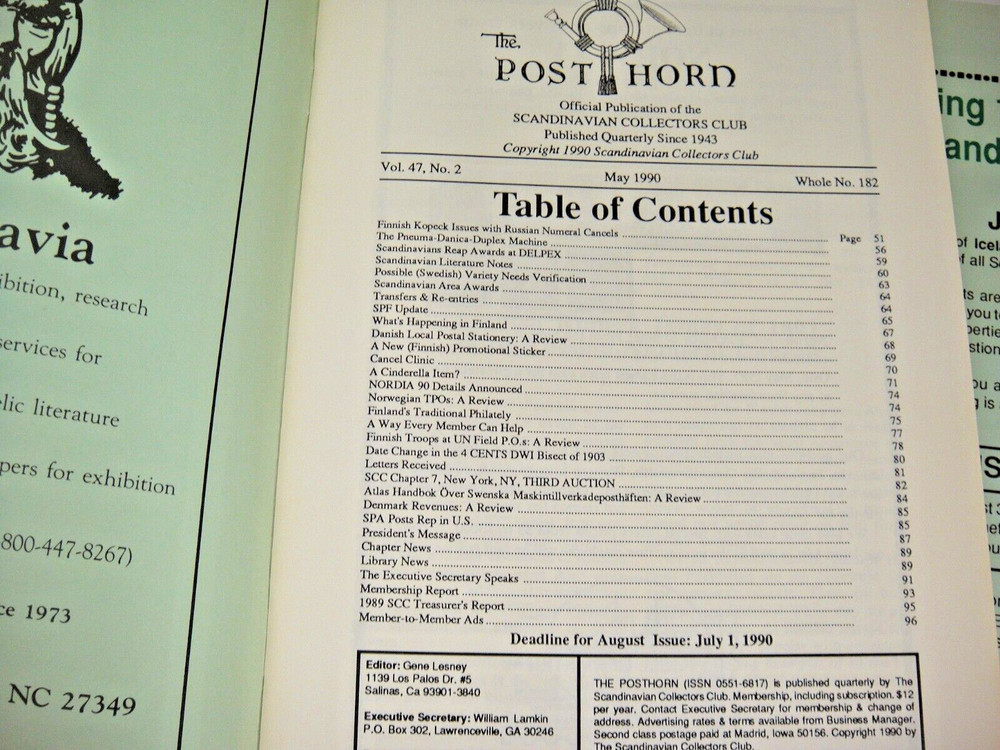 avia
ibition, research
services for
elic literature
pers for exhibition
800-447-8267)
ce 1973
NC 27349
The.
POST HORN
Official Publication of the
SCANDINAVIAN COLLECTORS CLUB
Published Quarterly Since 1943
Copyright 1990 Scandinavian Collectors Club
Vol. 47, No. 2 May 1990 Whole No. 182
Table of Contents
Finnish Kopeck Issues with Russian Numeral Cancels Page 51
The Pneuma-Danica-Duplex Machine 56
Scandinavians Reap Awards at DELPEX 59
Scandinavian Literature Notes 60
Possible (Swedish) Variety Needs Verification 63
Scandinavian Area Awards 64
Transfers & Re-entries 64
SPF Update 65
What's Happening in Finland 67
Danish Local Postal Stationery: A Review 68
A New (Finnish) Promotional Sticker 69
Cancel Clinic 70
A Cinderella Item? 71
NORDIA 90 Details Announced 74
Norwegian TPOs: A Review 74
Finland's Traditional Philately 75
A Way Every Member Can Help 77
Finnish Troops at UN Field P.O.s: A Review 78
Date Change in the 4 CENTS DWI Bisect of 1903 80
Letters Received 81
SCC Chapter 7, New York, NY, THIRD AUCTION 82
Atlas Handbok Över Swenska Maskintillverkadeposthäften: A Review 84
Denmark Revenues: A Review 85
SPA Posts Rep in U.S. 85
President's Message 87
Chapter News 89
Library News 89
The Executive Secretary Speaks 91
Membership Report 93
1989 SCC Treasurer's Report 95
Member-to-Member Ads 96
Deadline for August Issue: July 1, 1990
Editor: Gene Lesney
1139 Los Palos Dr. #5
Salinas, Ca 93901-3840
Executive Secretary: William Lamkin
P.O. Box 302, Lawrenceville, GA 30246
THE POSTHORN (ISSN 0551-6817) is published quarterly by The
Scandinavian Collectors Club. Membership, including subscription. $12
per year. Contact Executive Secretary for membership & change of
address. Advertising rates & terms available from Business Manager.
Second class postage paid at Madrid, Iowa 50156. Copyright 1990 by
The Scandinavian Collectors Club.
ing
and
J
of Icel
of all S
ts are
you t
pertie
stion
ou a
g is